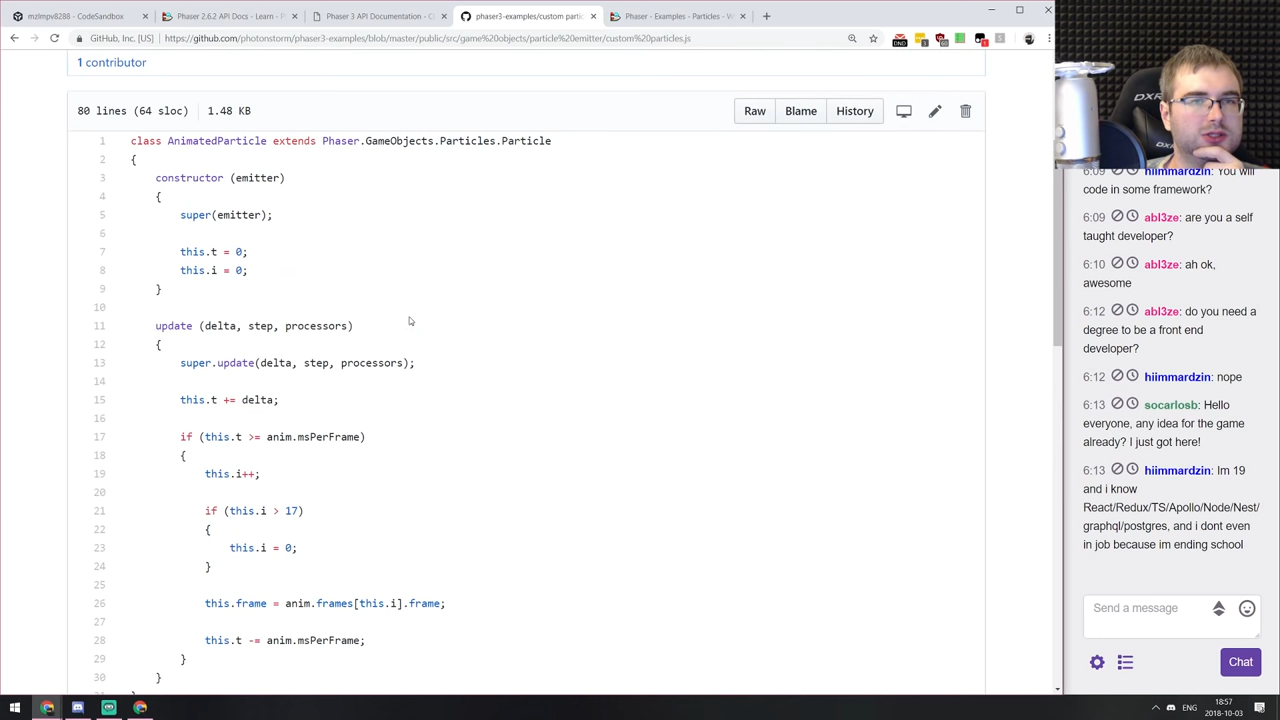 mzlmpv8288 - CodeSandbox
Phaser 2.6.2 API Docs - Learn - P
Phaser 3 API Documentation - C
phaser3-examples/custom partic
Phaser - Examples - Particles - V
GitHub, Inc. [US]
https://github.com/photonstorm/phaser3-examples/blob/master/public/src/game%20objects/particle%20emitter/custom%20particles.js
1 contributor
80 lines (64 sloc)
1.48 KB
Raw
Blame
History
1 class AnimatedParticle extends Phaser.GameObjects.Particles.Particle
2 {
3 constructor (emitter)
4 {
5 super(emitter);
6
7 this.t = 0;
8 this.i = 0;
9 }
10
11 update (delta, step, processors)
12 {
13 super.update(delta, step, processors);
14
15 this.t += delta;
16
17 if (this.t >= anim.msPerFrame)
18 {
19 this.i++;
20
21 if (this.i > 17)
22 {
23 this.i = 0;
24 }
25
26 this.frame = anim.frames[this.i].frame;
27
28 this.t -= anim.msPerFrame;
29 }
30 }
DXR
6:09 hiimmardzin: You will
code in some framework?
6:09 abl3ze: are you a self
taught developer?
6:10 abl3ze: ah ok,
awesome
6:12 abl3ze: do you need a
degree to be a front end
developer?
6:12 hiimmardzin: nope
6:13 socarlosb: Hello
everyone, any idea for the game
already? I just got here!
6:13 hiimmardzin: Im 19
and i know
React/Redux/TS/Apollo/Node/Nest/
graphql/postgres, and i dont even
in job because im ending school
Send a message
Chat
ENG
18:57
2018-10-03